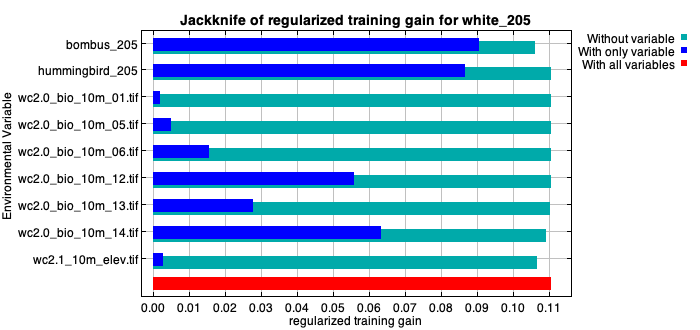 Jackknife of regularized training gain for white_205
Without variable
With only variable
With all variables
Environmental Variable
bombus_205
hummingbird_205
wc2.0_bio_10m_01.tif
wc2.0_bio_10m_05.tif
wc2.0_bio_10m_06.tif
wc2.0_bio_10m_12.tif
wc2.0_bio_10m_13.tif
wc2.0_bio_10m_14.tif
wc2.1_10m_elev.tif
0.00 0.01 0.02 0.03 0.04 0.05 0.06 0.07 0.08 0.09 0.10 0.11
regularized training gain